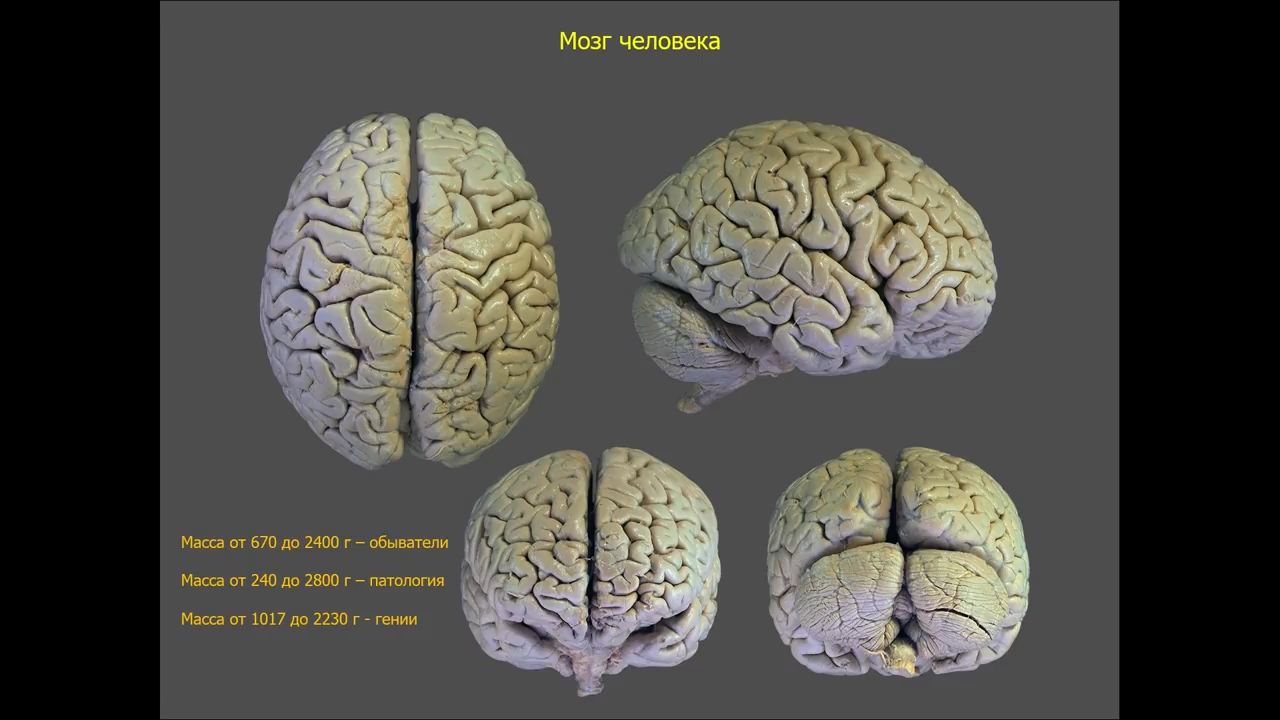 Мозг человека
Масса от 670 до 2400 г – обыватели
Масса от 240 до 2800 г – патология
Масса от 1017 до 2230 г - гении